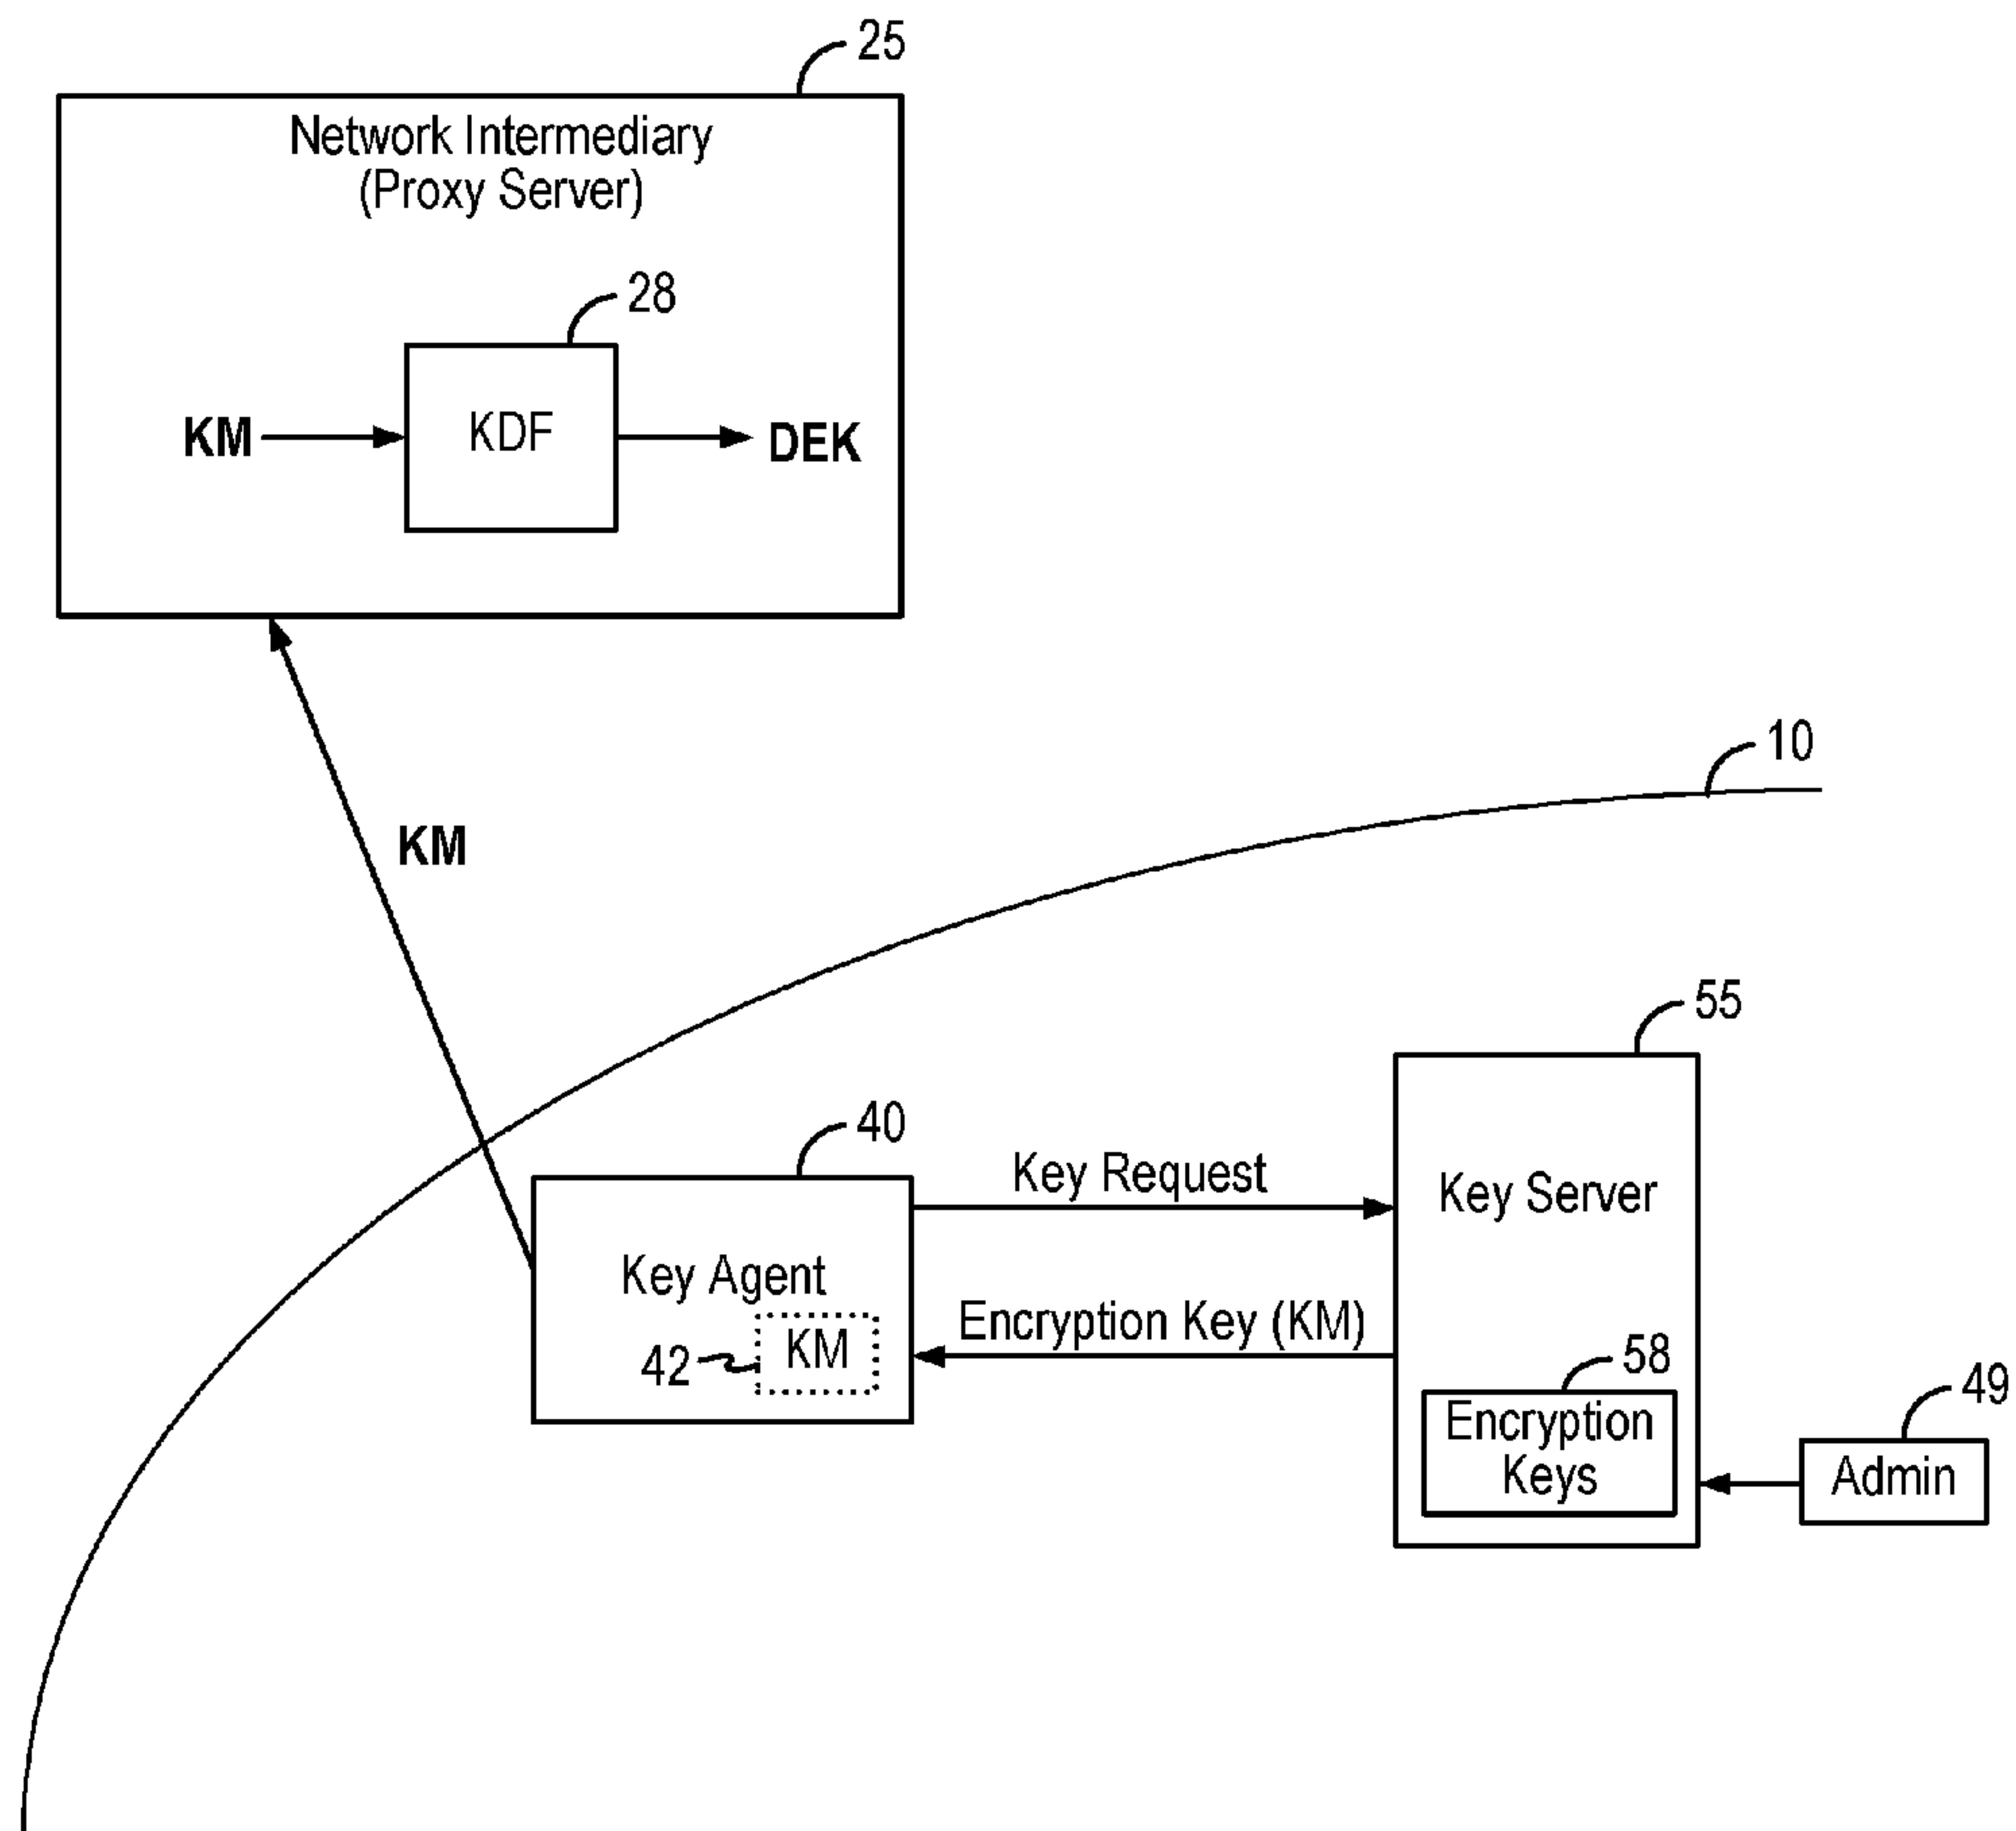 25
Network Intermediary
(Proxy Server)
28
KM
KDF
DEK
10
KM
55
40
Key Request
Key Server
Key Agent
Encryption Key (KM)
42
KM
58
49
Encryption
Keys
Admin